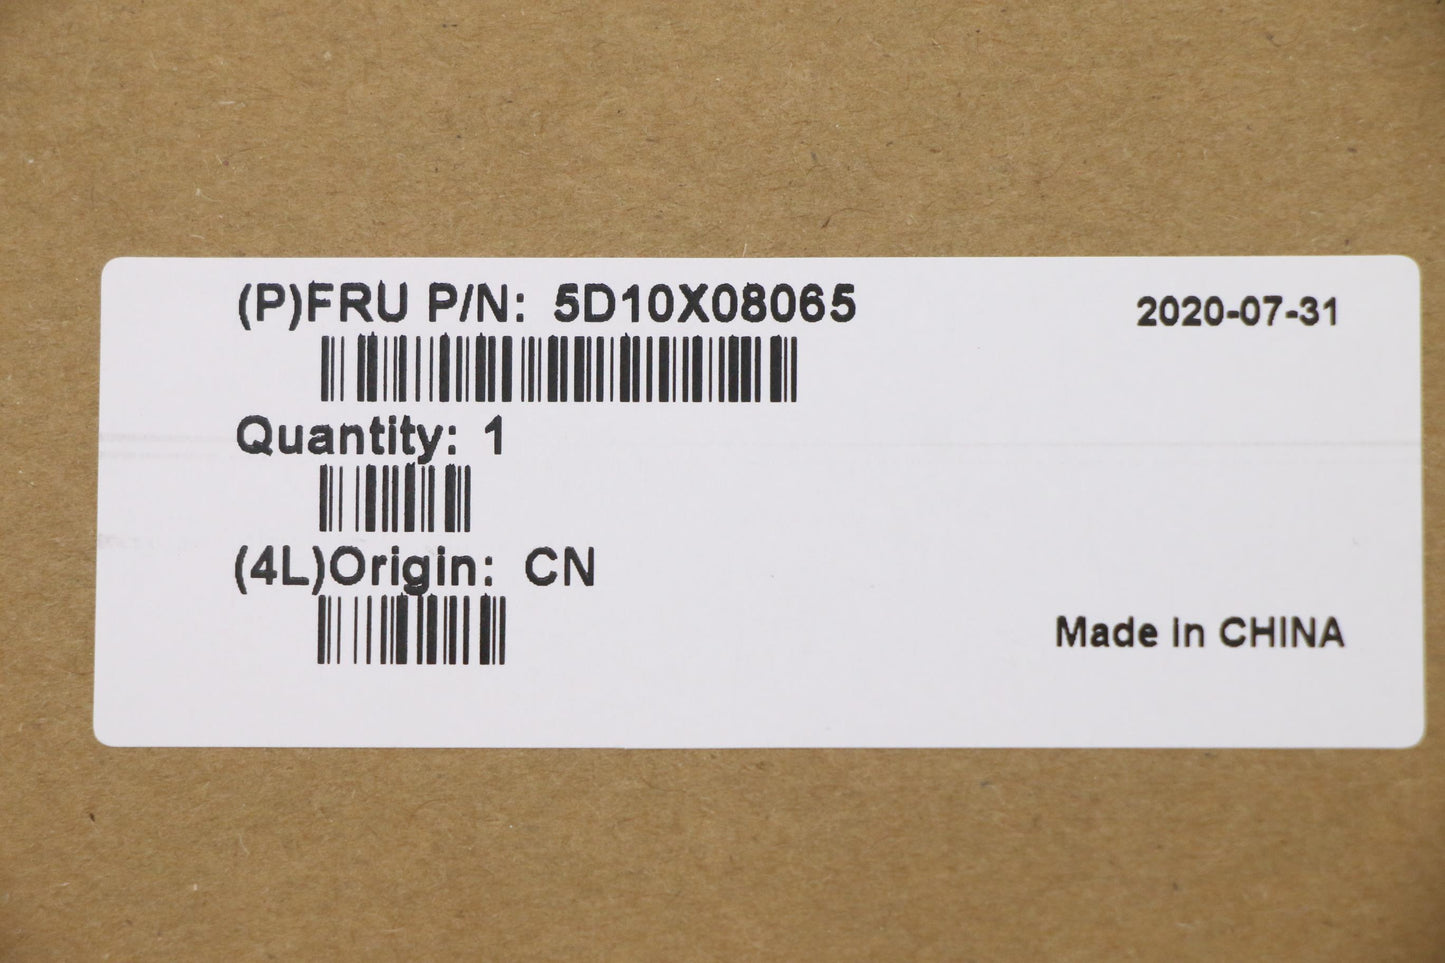 (P)FRU P/N: 5D10X08065
2020-07-31
Quantity: 1
(4L)Origin: CN
Made In CHINA